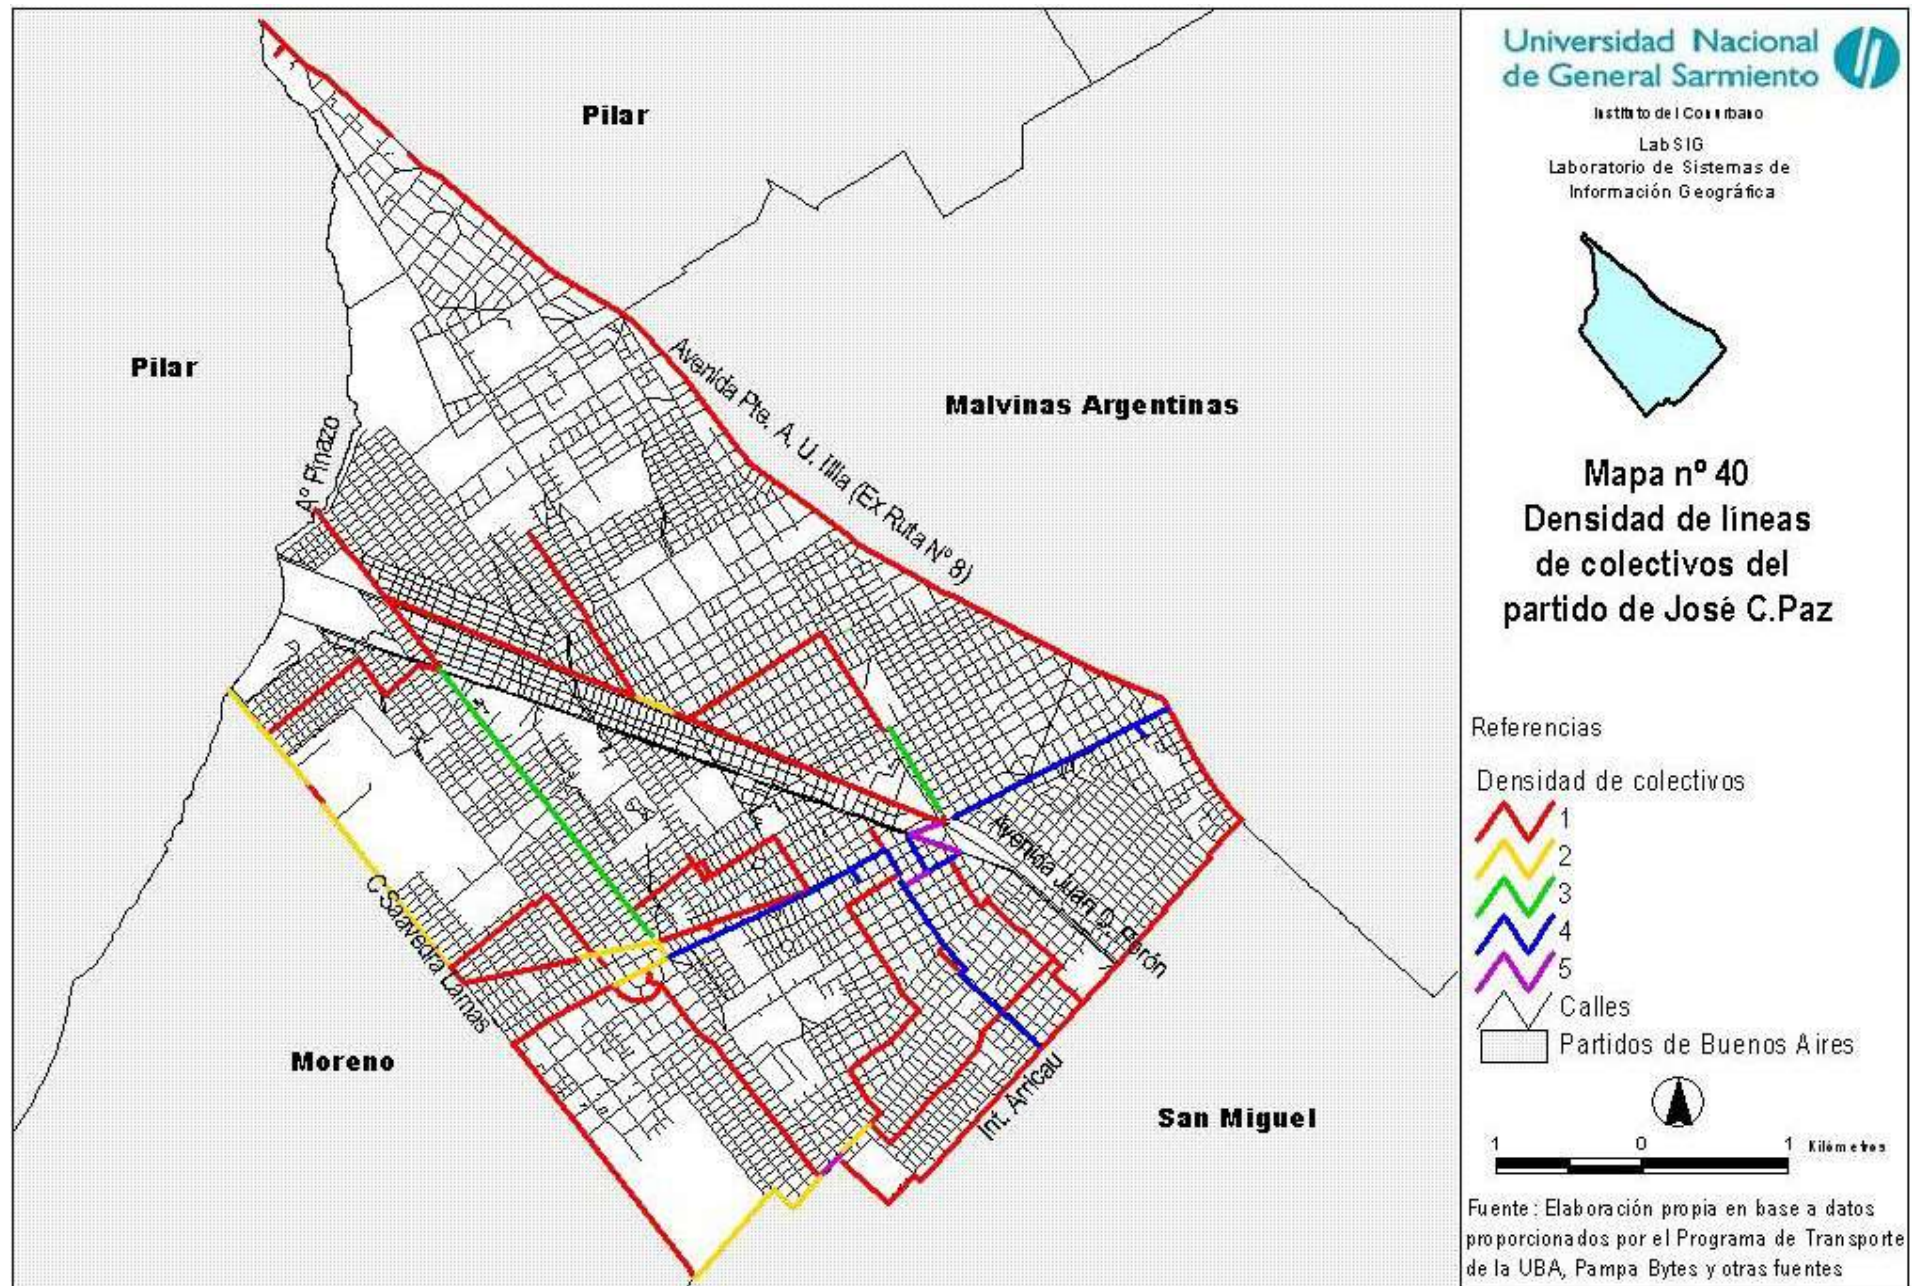 Pilar
Pilar
Malvinas Argentinas
Moreno
San Miguel
Aº Pinazo
Avenida Pte. A. U. Illia (Ex Ruta Nº 8)
Avenida Juan D. Perón
C Saavedra Lamas
Int. Arricau
Universidad Nacional
de General Sarmiento
Instituto del Conurbano
LabSIG
Laboratorio de Sistemas de
Información Geográfica
Mapa nº 40
Densidad de líneas
de colectivos del
partido de José C.Paz
Referencias
Densidad de colectivos
1
2
3
4
5
Calles
Partidos de Buenos Aires
1 0 1 Kilómetros
Fuente: Elaboración propia en base a datos
proporcionados por el Programa de Transporte
de la UBA, Pampa Bytes y otras fuentes